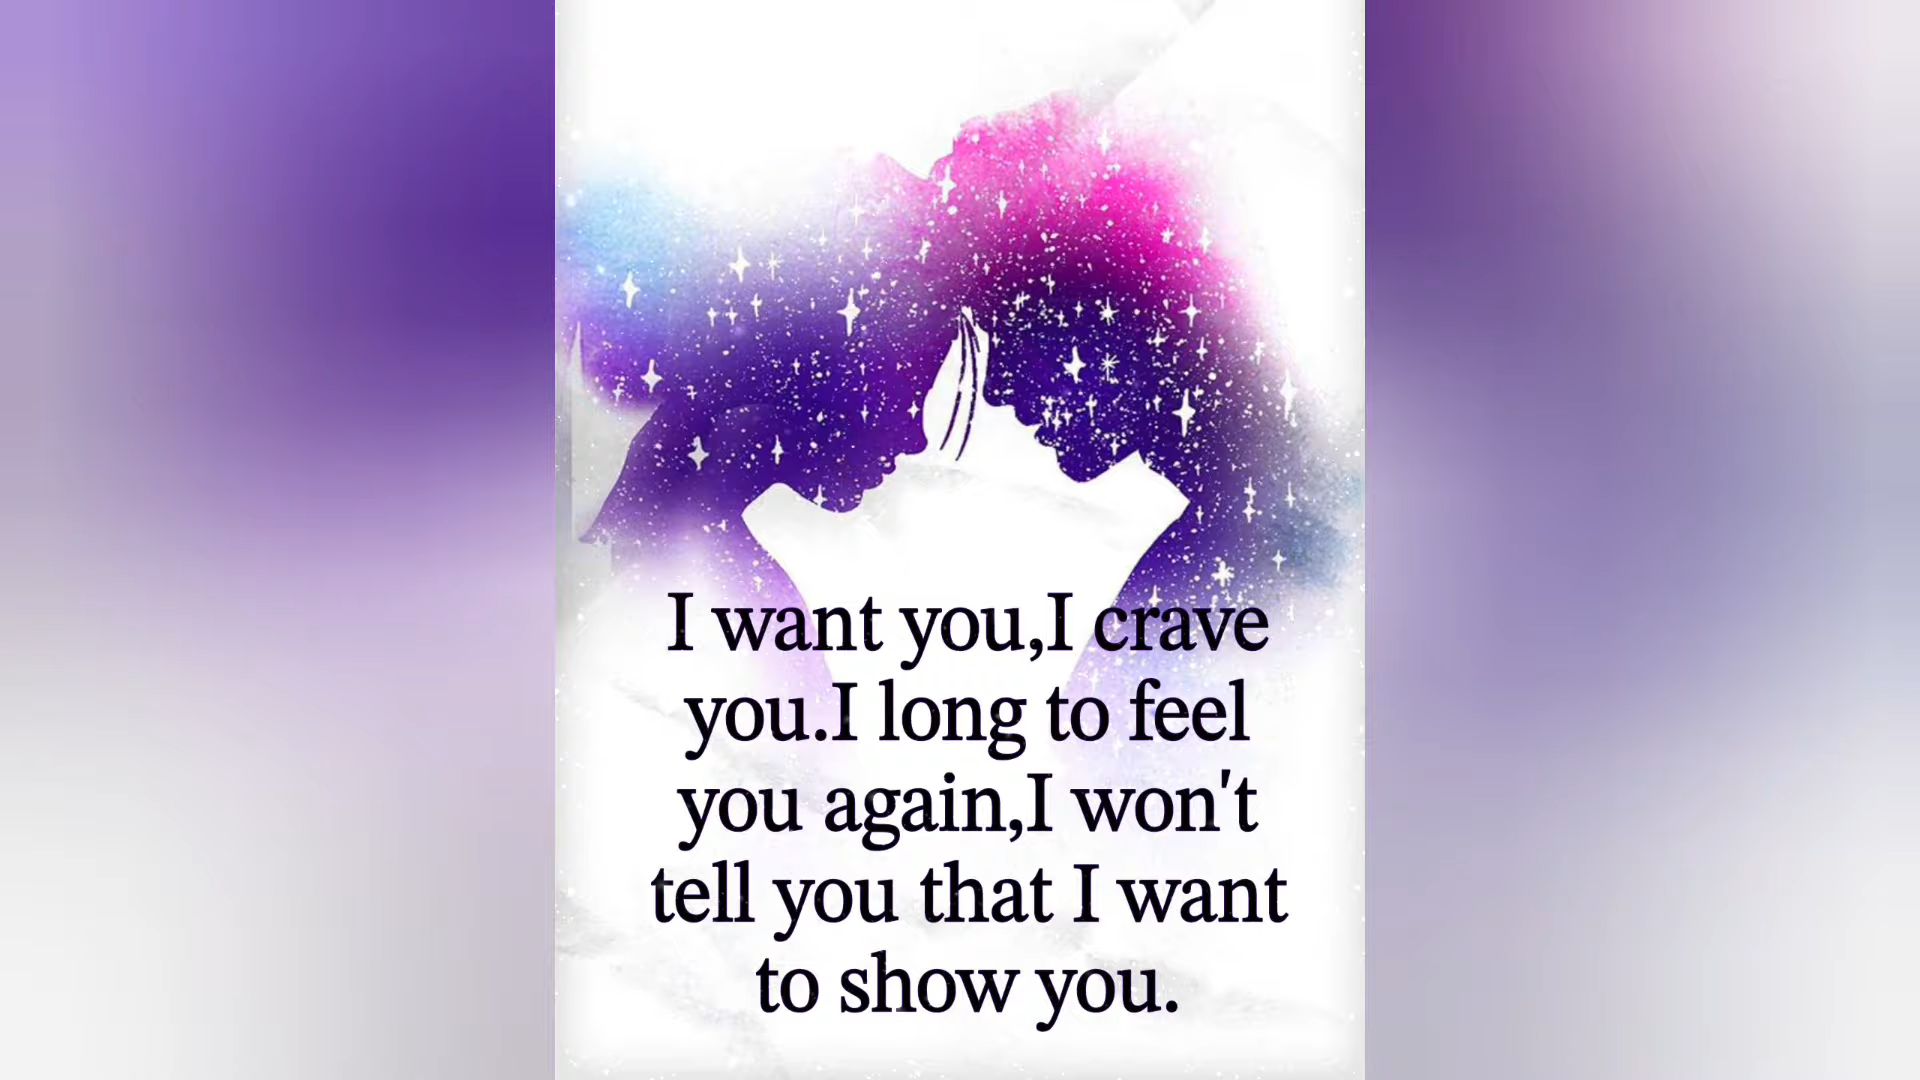 I want you,I crave
you.I long to feel
you again,I won't
tell you that I want
to show you.